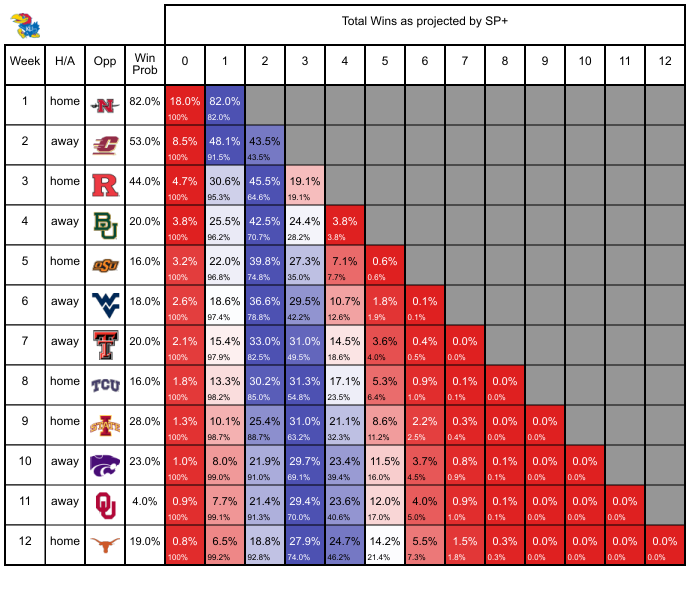 KU
Total Wins as projected by SP+
Week H/A Opp Win Prob 0 1 2 3 4 5 6 7 8 9 10 11 12
1 home N 82.0% 18.0% 82.0%
100% 82.0%
2 away C 53.0% 8.5% 48.1% 43.5%
100% 91.5% 43.5%
3 home R 44.0% 4.7% 30.6% 45.5% 19.1%
100% 95.3% 64.6% 19.1%
4 away BU 20.0% 3.8% 25.5% 42.5% 24.4% 3.8%
100% 96.2% 70.7% 28.2% 3.8%
5 home OSU 16.0% 3.2% 22.0% 39.8% 27.3% 7.1% 0.6%
100% 96.8% 74.8% 35.0% 7.7% 0.6%
6 away WV 18.0% 2.6% 18.6% 36.6% 29.5% 10.7% 1.8% 0.1%
100% 97.4% 78.8% 42.2% 12.6% 1.9% 0.1%
7 away T 20.0% 2.1% 15.4% 33.0% 31.0% 14.5% 3.6% 0.4% 0.0%
100% 97.9% 82.5% 49.5% 18.6% 4.0% 0.5% 0.0%
8 home TCU 16.0% 1.8% 13.3% 30.2% 31.3% 17.1% 5.3% 0.9% 0.1% 0.0%
100% 98.2% 85.0% 54.8% 23.5% 6.4% 1.0% 0.1% 0.0%
9 home I STATE 28.0% 1.3% 10.1% 25.4% 31.0% 21.1% 8.6% 2.2% 0.3% 0.0% 0.0%
100% 98.7% 88.7% 63.2% 32.3% 11.2% 2.5% 0.4% 0.0% 0.0%
10 away 23.0% 1.0% 8.0% 21.9% 29.7% 23.4% 11.5% 3.7% 0.8% 0.1% 0.0% 0.0%
100% 99.0% 91.0% 69.1% 39.4% 16.0% 4.5% 0.9% 0.1% 0.0% 0.0%
11 away OU 4.0% 0.9% 7.7% 21.4% 29.4% 23.6% 12.0% 4.0% 0.9% 0.1% 0.0% 0.0% 0.0%
100% 99.1% 91.3% 70.0% 40.6% 17.0% 5.0% 1.0% 0.1% 0.0% 0.0% 0.0%
12 home 19.0% 0.8% 6.5% 18.8% 27.9% 24.7% 14.2% 5.5% 1.5% 0.3% 0.0% 0.0% 0.0% 0.0%
100% 99.2% 92.8% 74.0% 46.2% 21.4% 7.3% 1.8% 0.3% 0.0% 0.0% 0.0% 0.0%